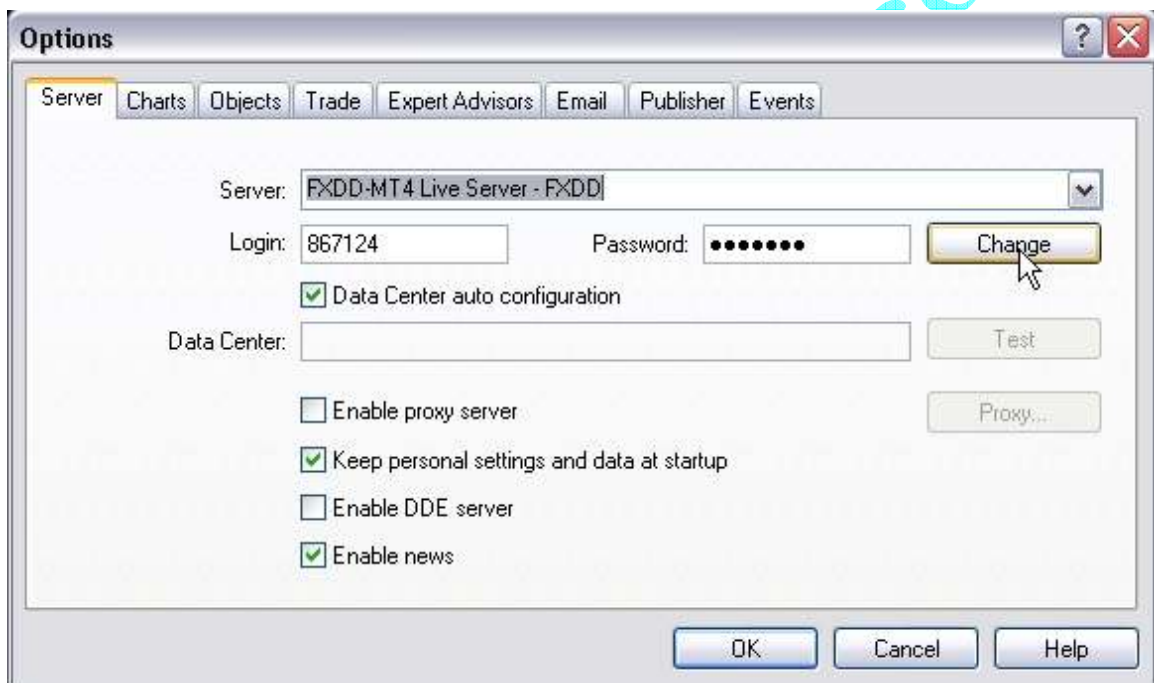 Options
Server Charts Objects Trade Expert Advisors Email Publisher Events
Server: FXDD-MT4 Live Server - FXDD
Login: 867124 Password: ●●●●●●● Change
Data Center auto configuration
Data Center: Test
Enable proxy server Proxy...
Keep personal settings and data at startup
Enable DDE server
Enable news
OK Cancel Help